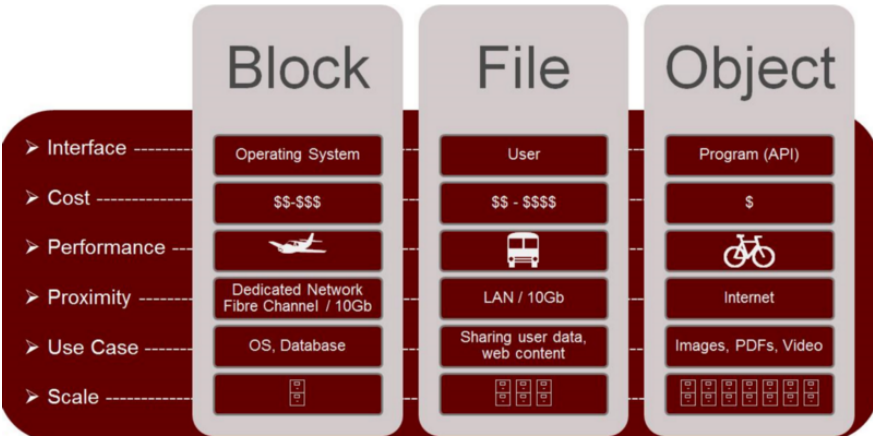 Block File Object
➢ Interface Operating System User Program (API)
➢ Cost $$-$$$ $$ - $$$$ $
➢ Performance
➢ Proximity Dedicated Network Fibre Channel / 10Gb LAN / 10Gb Internet
➢ Use Case OS, Database Sharing user data, web content Images, PDFs, Video
➢ Scale